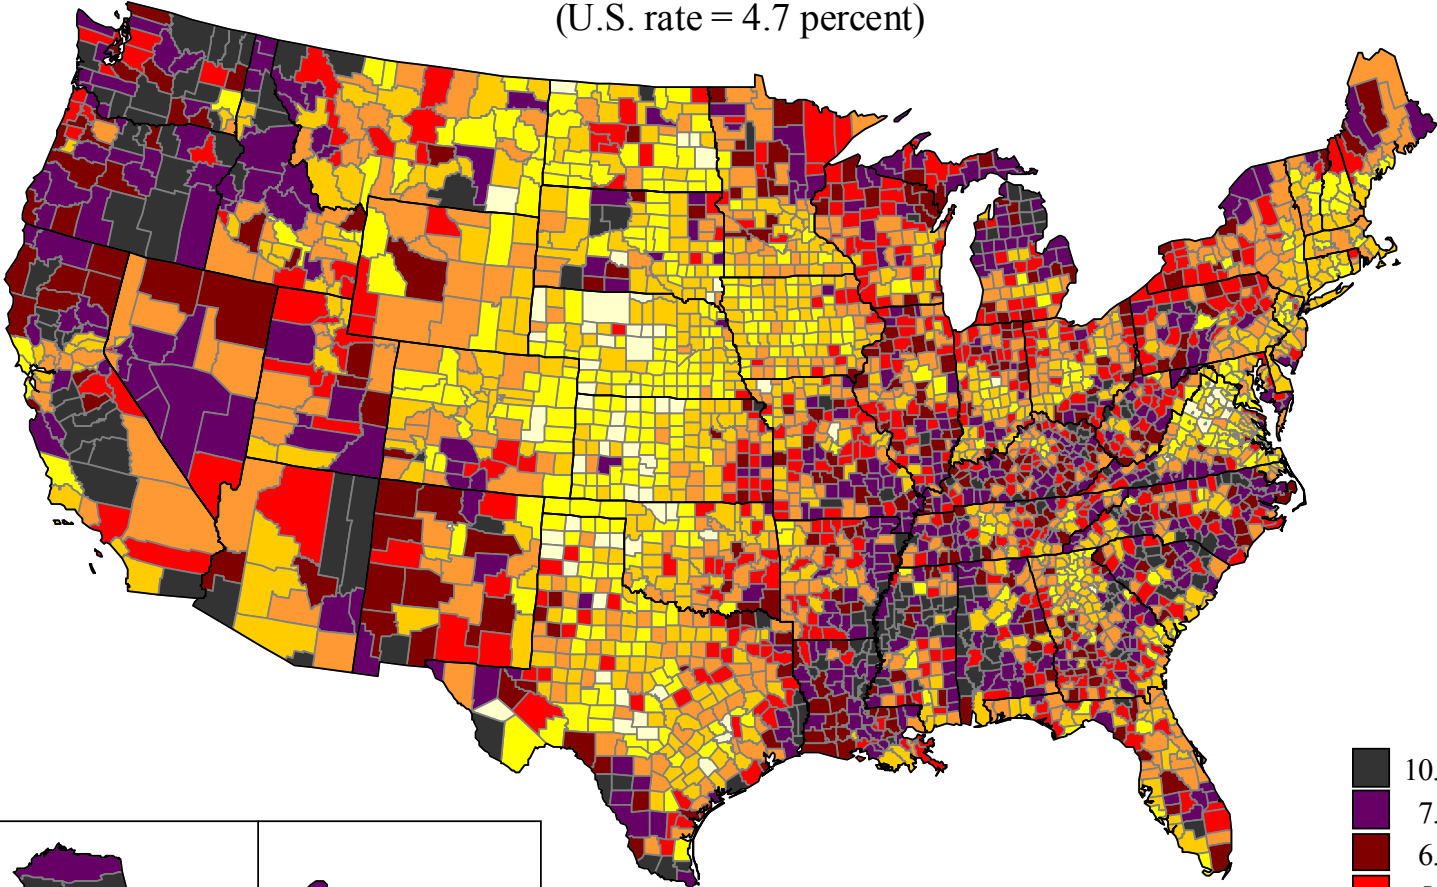 (U.S. rate = 4.7 percent)
10.
7.
6.